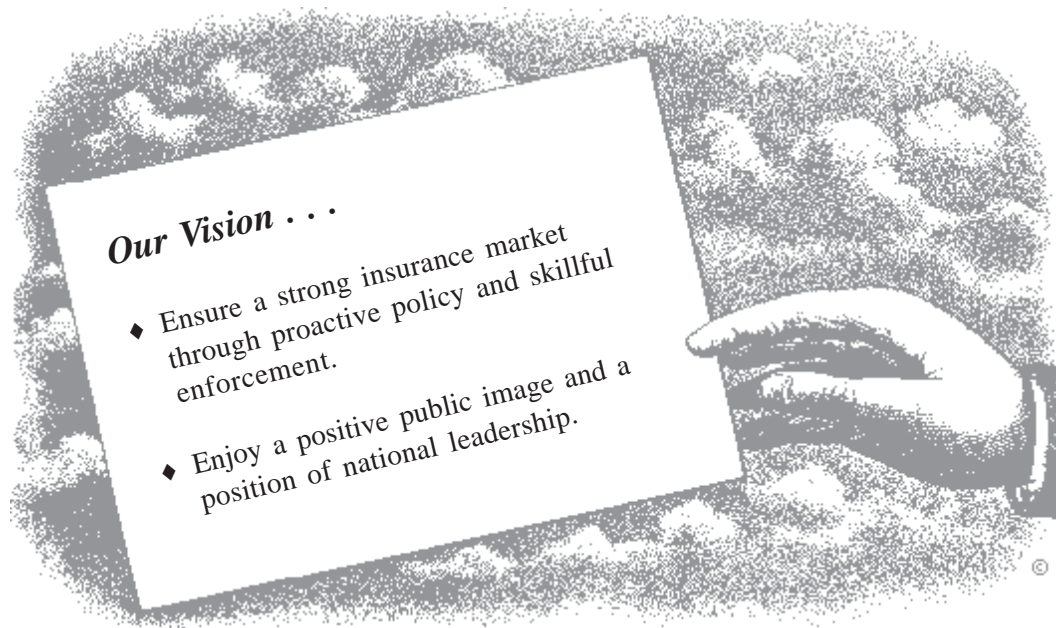 Our Vision . . .
♦ Ensure a strong insurance market
through proactive policy and skillful
enforcement.
♦ Enjoy a positive public image and a
position of national leadership.
©